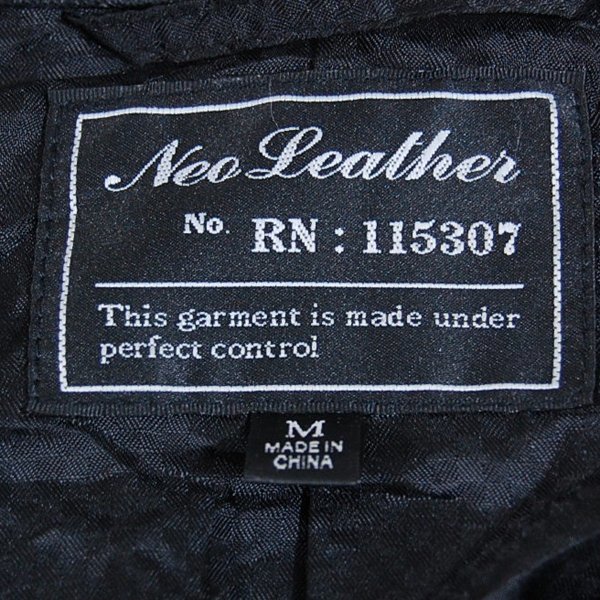 Neo Leather
No. RN : 115307
This garment is made under
perfect control
M
MADE IN
CHINA